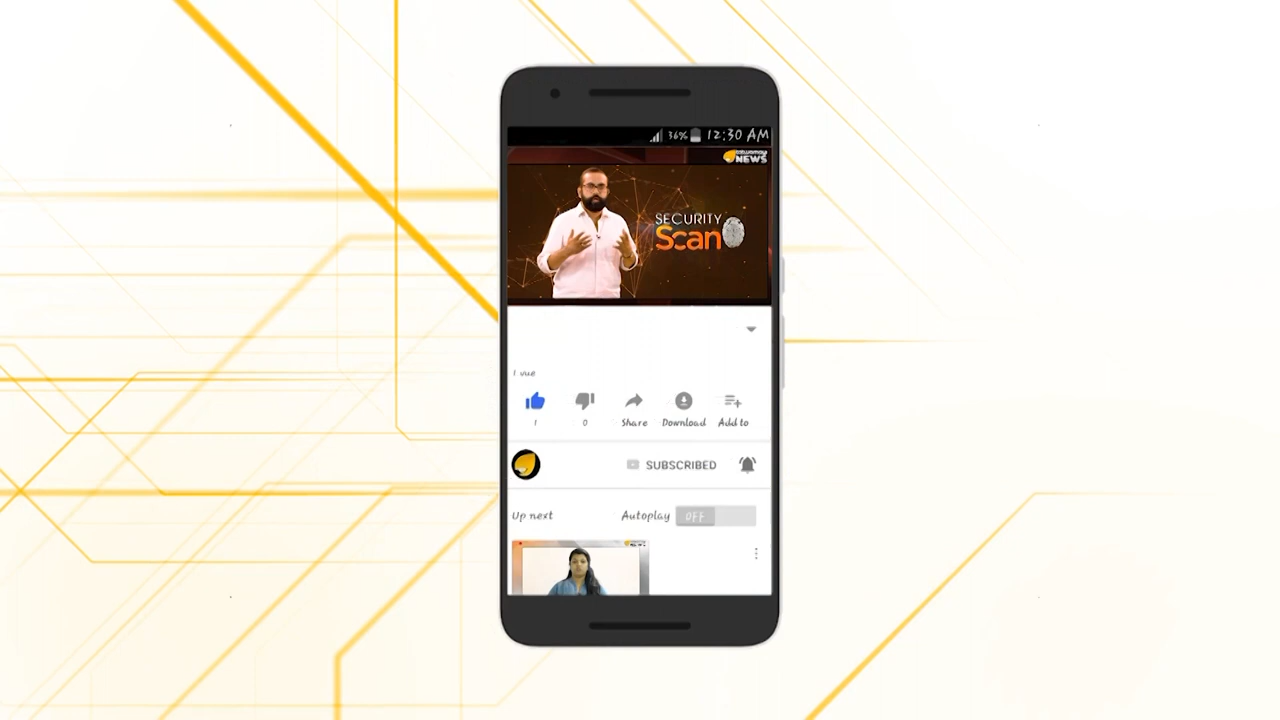 36% 12:30 AM
tatwamayi
NEWS
SECURITY
Scan
1 vue
1 0 Share Download Add to
SUBSCRIBED
Up next Autoplay OFF